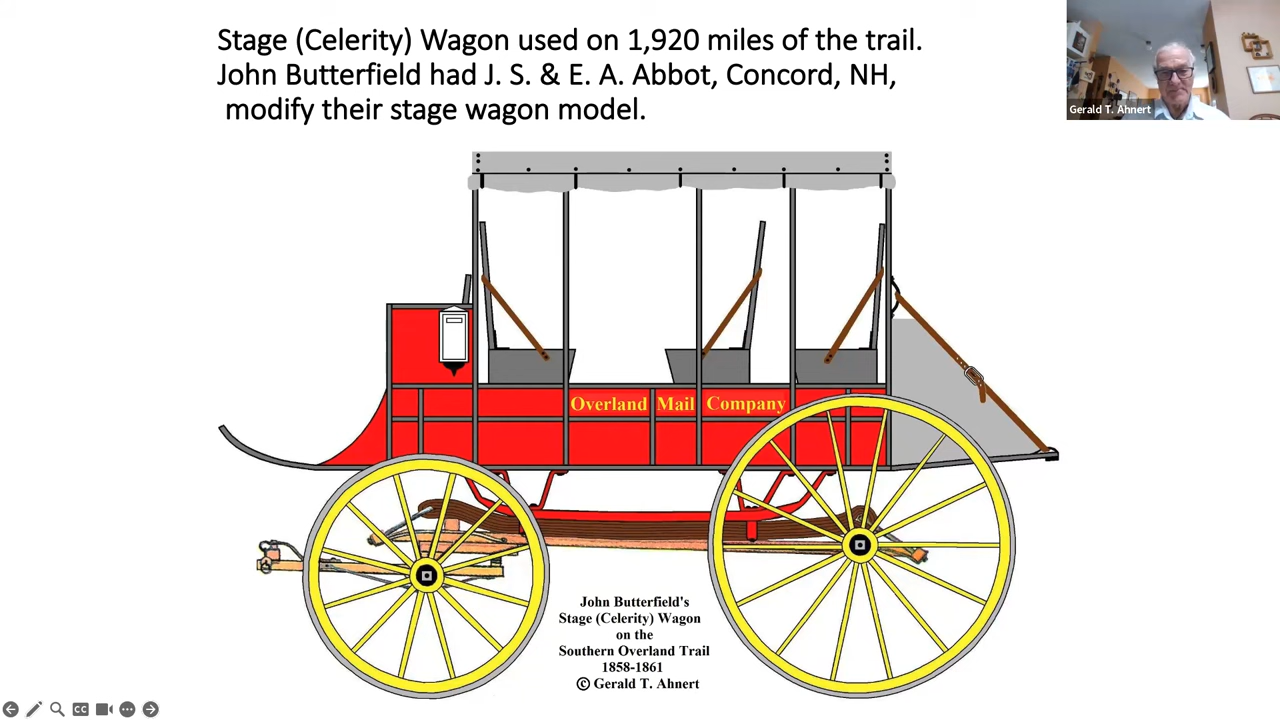 Stage (Celerity) Wagon used on 1,920 miles of the trail.
John Butterfield had J. S. & E. A. Abbot, Concord, NH,
modify their stage wagon model.
Gerald T. Ahnert
Overland Mail Company
John Butterfield's
Stage (Celerity) Wagon
on the
Southern Overland Trail
1858-1861
© Gerald T. Ahnert
CC